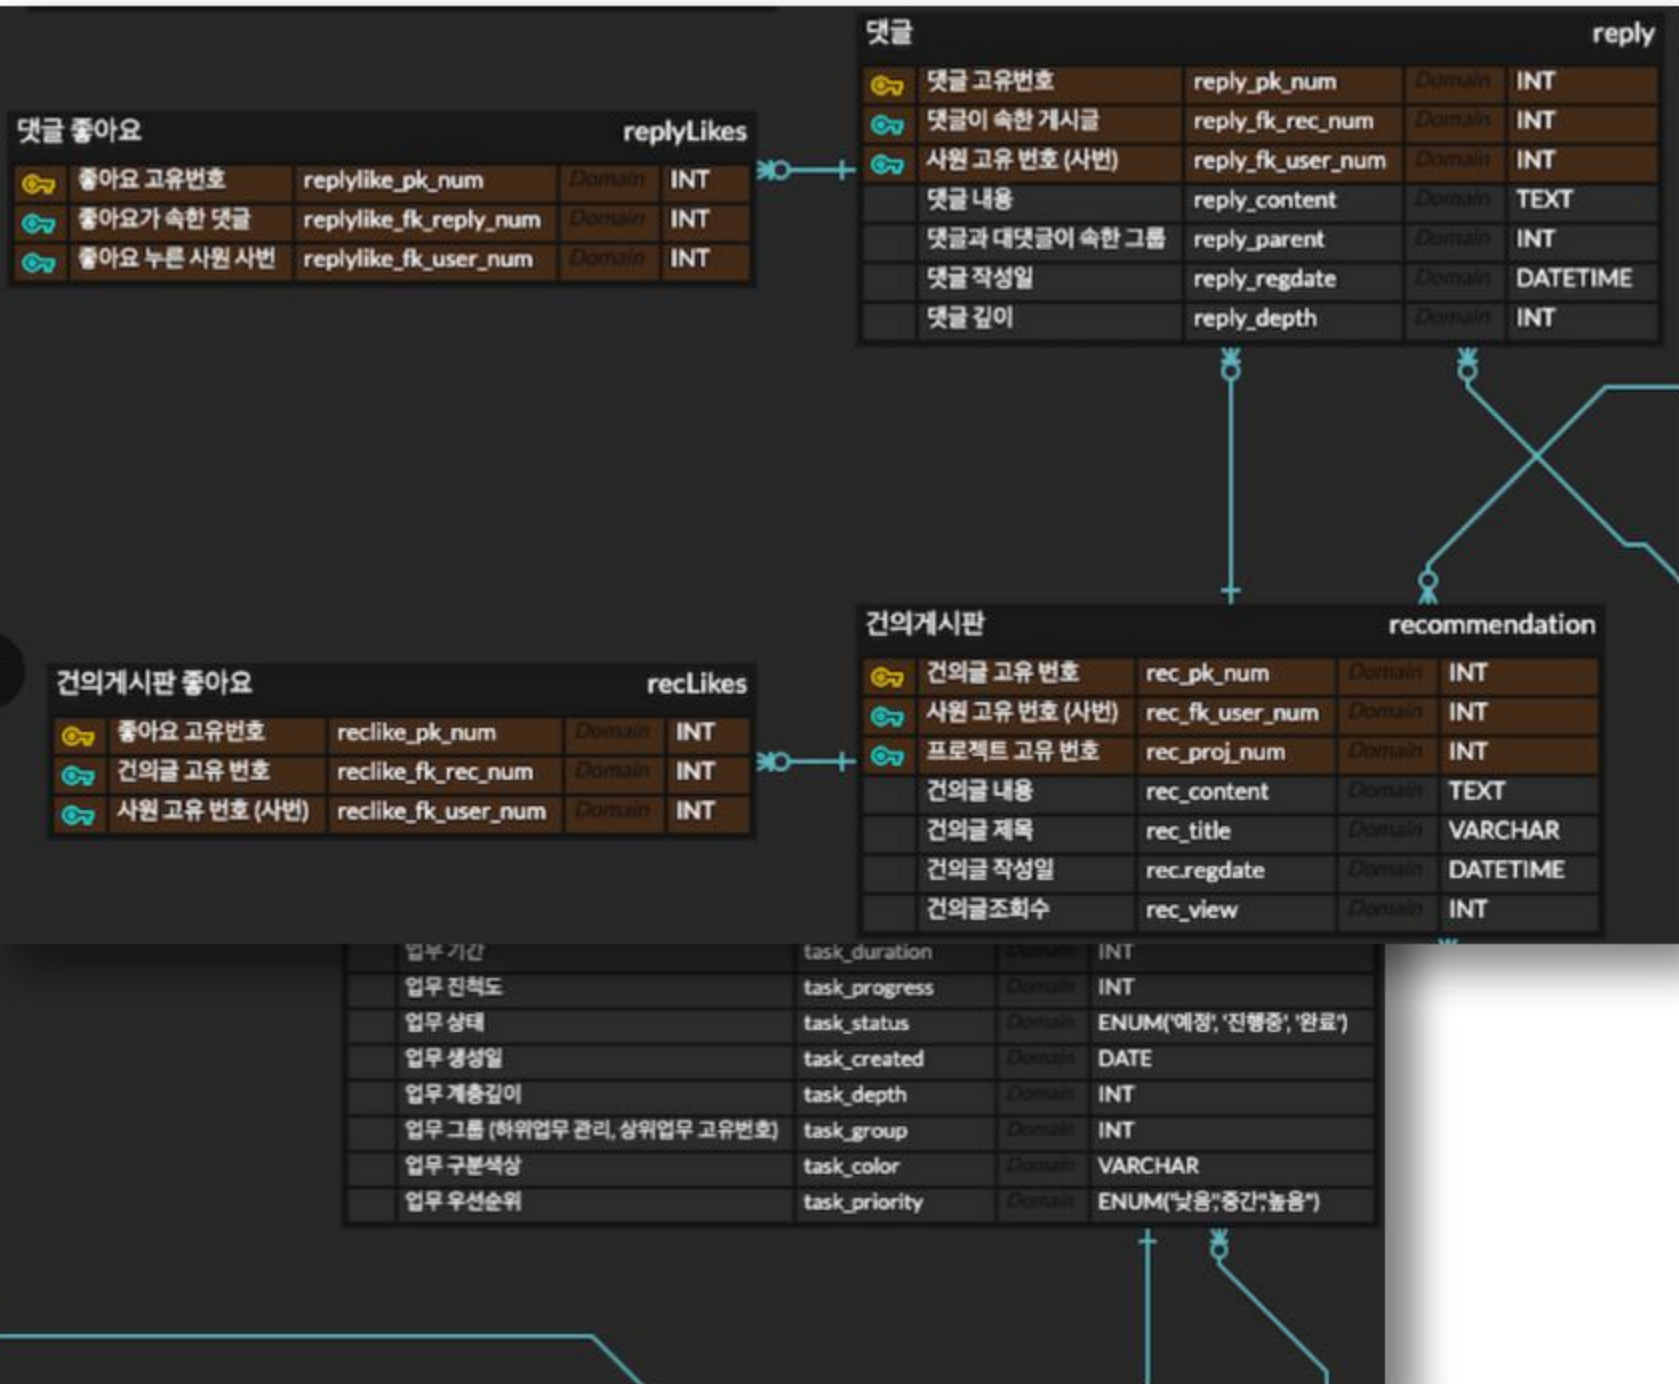 댓글 reply
댓글 고유번호 reply_pk_num Domain INT
댓글이 속한 게시글 reply_fk_rec_num Domain INT
사원 고유 번호 (사번) reply_fk_user_num Domain INT
댓글 내용 reply_content Domain TEXT
댓글과 대댓글이 속한 그룹 reply_parent Domain INT
댓글 작성일 reply_regdate Domain DATETIME
댓글 깊이 reply_depth Domain INT
댓글 좋아요 replyLikes
좋아요 고유번호 replylike_pk_num Domain INT
좋아요가 속한 댓글 replylike_fk_reply_num Domain INT
좋아요 누른 사원 사번 replylike_fk_user_num Domain INT
건의게시판 recommendation
건의글 고유 번호 rec_pk_num Domain INT
사원 고유 번호 (사번) rec_fk_user_num Domain INT
프로젝트 고유 번호 rec_proj_num Domain INT
건의글 내용 rec_content Domain TEXT
건의글 제목 rec_title Domain VARCHAR
건의글 작성일 rec.regdate Domain DATETIME
건의글조회수 rec_view Domain INT
건의게시판 좋아요 recLikes
좋아요 고유번호 reclike_pk_num Domain INT
건의글 고유 번호 reclike_fk_rec_num Domain INT
사원 고유 번호 (사번) reclike_fk_user_num Domain INT
업무 기간 task_duration Domain INT
업무 진척도 task_progress Domain INT
업무 상태 task_status Domain ENUM('예정', '진행중', '완료')
업무 생성일 task_created Domain DATE
업무 계층깊이 task_depth Domain INT
업무 그룹 (하위업무 관리, 상위업무 고유번호) task_group Domain INT
업무 구분색상 task_color Domain VARCHAR
업무 우선순위 task_priority Domain ENUM("낮음","중간","높음")